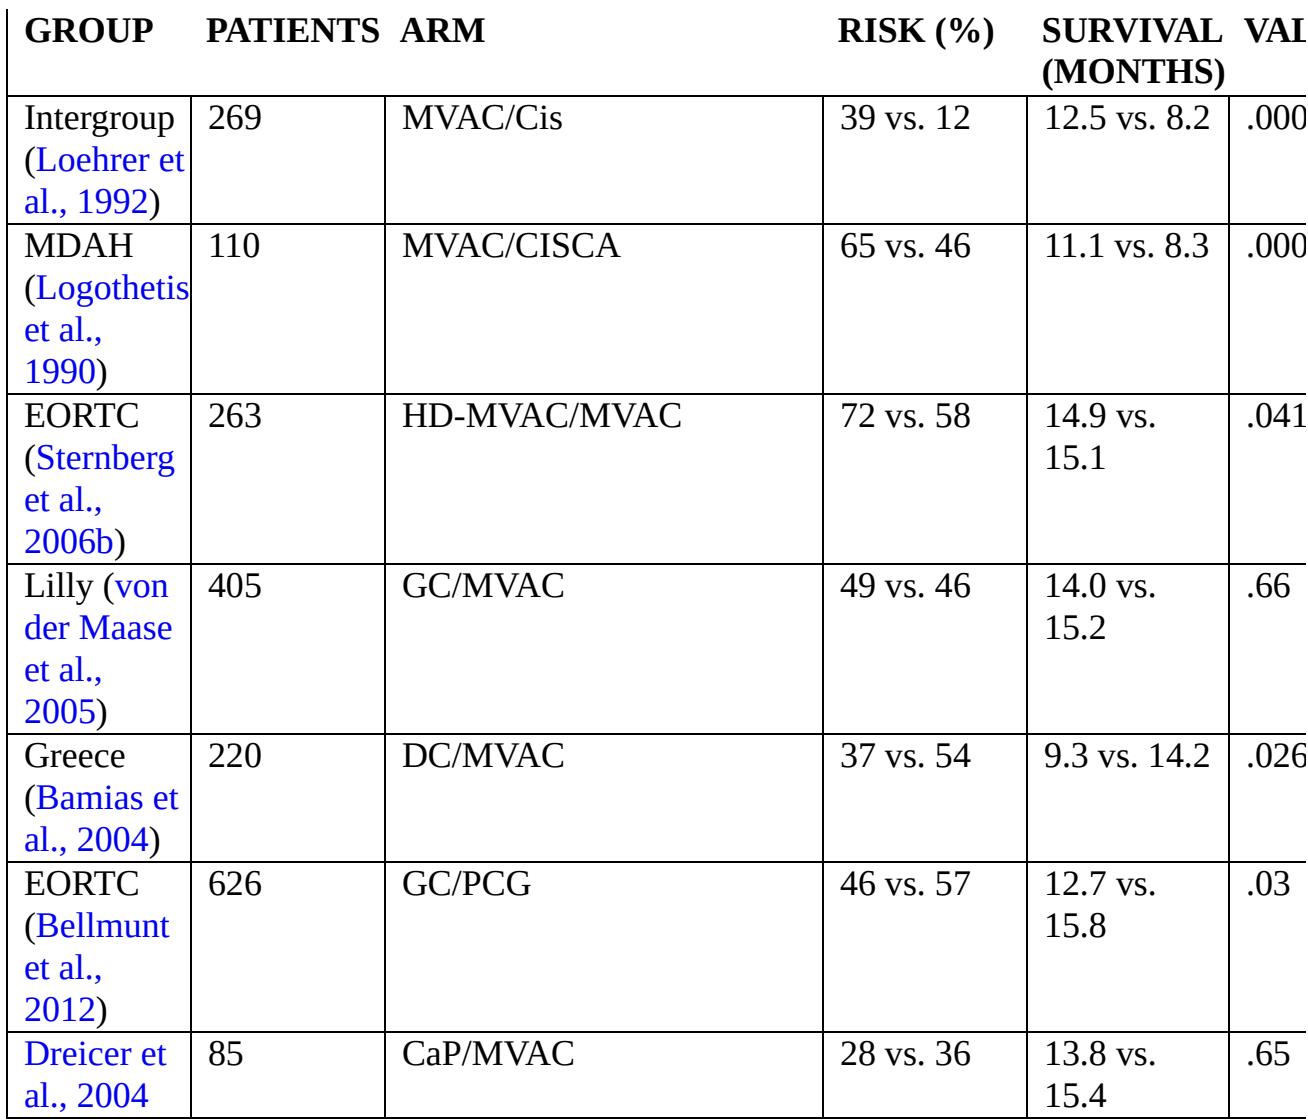 GROUP PATIENTS ARM RISK (%) SURVIVAL (MONTHS) VAL
Intergroup (Loehrer et al., 1992) 269 MVAC/Cis 39 vs. 12 12.5 vs. 8.2 .000
MDAH (Logothetis et al., 1990) 110 MVAC/CISCA 65 vs. 46 11.1 vs. 8.3 .000
EORTC (Sternberg et al., 2006b) 263 HD-MVAC/MVAC 72 vs. 58 14.9 vs. 15.1 .041
Lilly (von der Maase et al., 2005) 405 GC/MVAC 49 vs. 46 14.0 vs. 15.2 .66
Greece (Bamias et al., 2004) 220 DC/MVAC 37 vs. 54 9.3 vs. 14.2 .026
EORTC (Bellmunt et al., 2012) 626 GC/PCG 46 vs. 57 12.7 vs. 15.8 .03
Dreicer et al., 2004 85 CaP/MVAC 28 vs. 36 13.8 vs. 15.4 .65